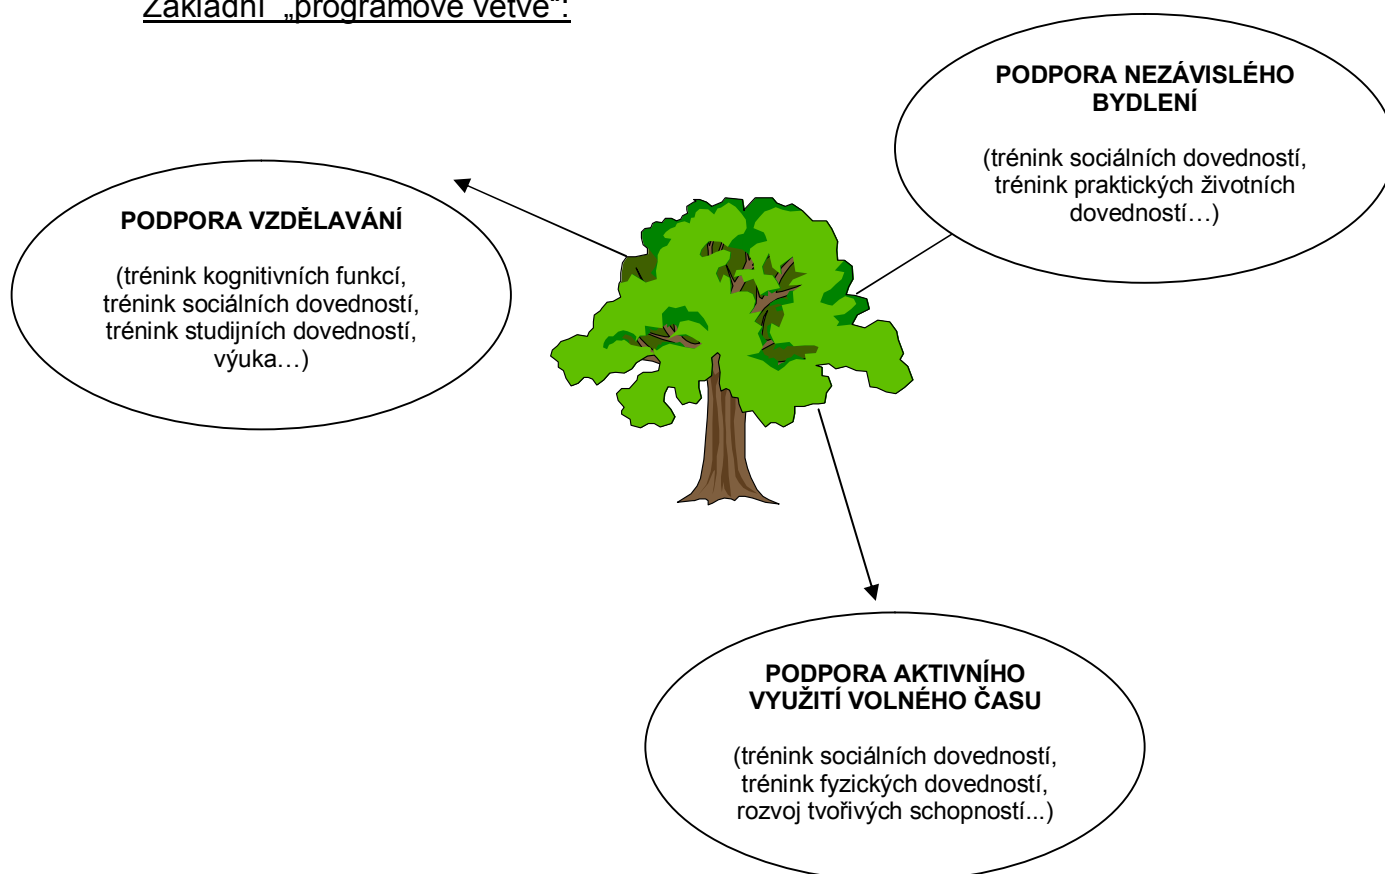 Základní „programové větve“:
PODPORA NEZÁVISLÉHO
BYDLENÍ
(trénink sociálních dovedností,
trénink praktických životních
dovedností…)
PODPORA VZDĚLAVÁNÍ
(trénink kognitivních funkcí,
trénink sociálních dovedností,
trénink studijních dovedností,
výuka…)
PODPORA AKTIVNÍHO
VYUŽITÍ VOLNÉHO ČASU
(trénink sociálních dovedností,
trénink fyzických dovedností,
rozvoj tvořivých schopností...)